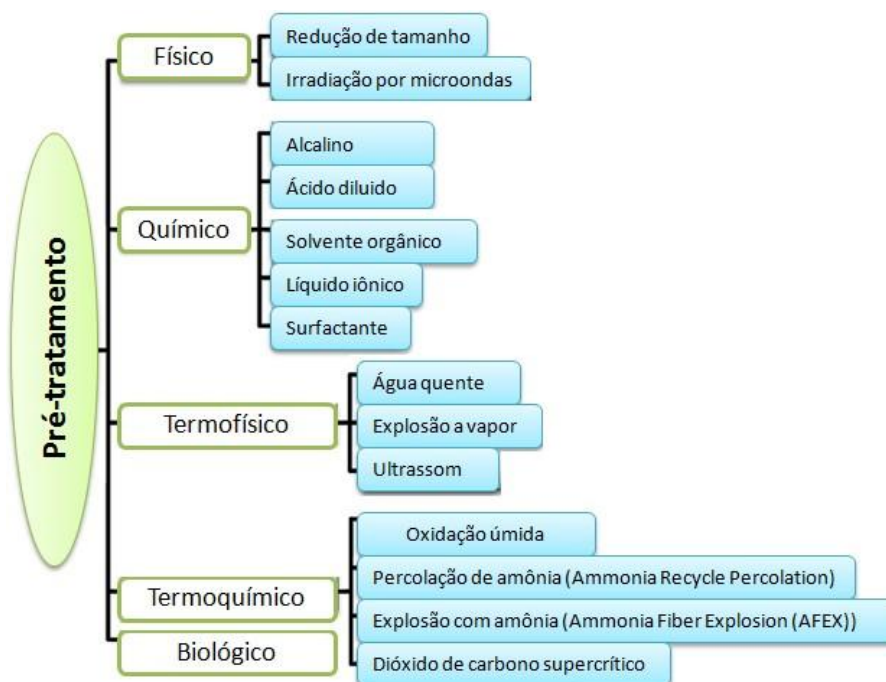 Pré-tratamento
Físico
Redução de tamanho
Irradiação por microondas
Químico
Alcalino
Ácido diluido
Solvente orgânico
Líquido iônico
Surfactante
Termofísico
Água quente
Explosão a vapor
Ultrassom
Termoquímico
Oxidação úmida
Percolação de amônia (Ammonia Recycle Percolation)
Explosão com amônia (Ammonia Fiber Explosion (AFEX))
Dióxido de carbono supercrítico
Biológico